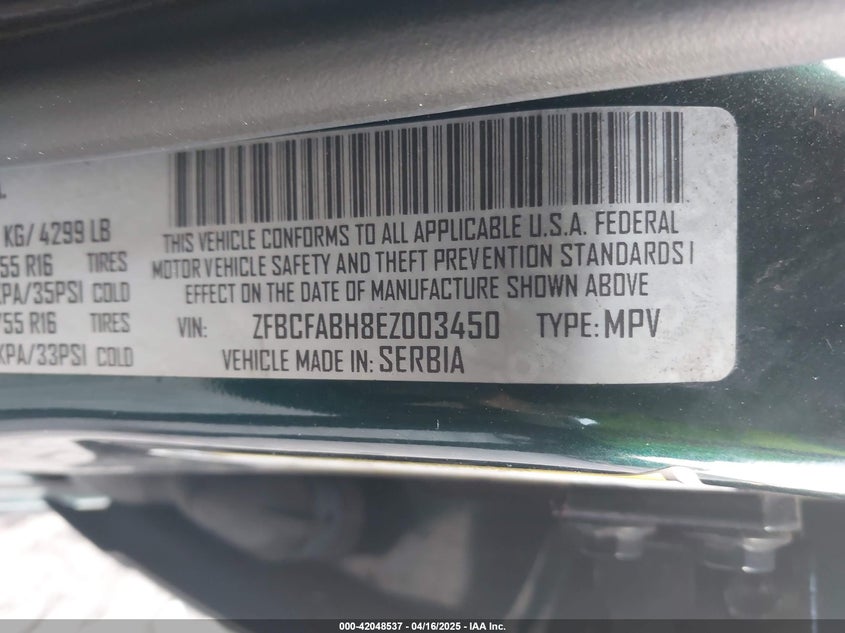 KG/ 4299 LB
55 R16 TIRES
KPA/35PSI COLD
55 R16 TIRES
KPA/33PSI COLD
THIS VEHICLE CONFORMS TO ALL APPLICABLE U.S.A. FEDERAL
MOTOR VEHICLE SAFETY AND THEFT PREVENTION STANDARDS I
EFFECT ON THE DATE OF MANUFACTURE SHOWN ABOVE
VIN: ZFBCFABH8EZ003450 TYPE: MPV
VEHICLE MADE IN: SERBIA
000-42048537 - 04/16/2025 - IAA Inc.